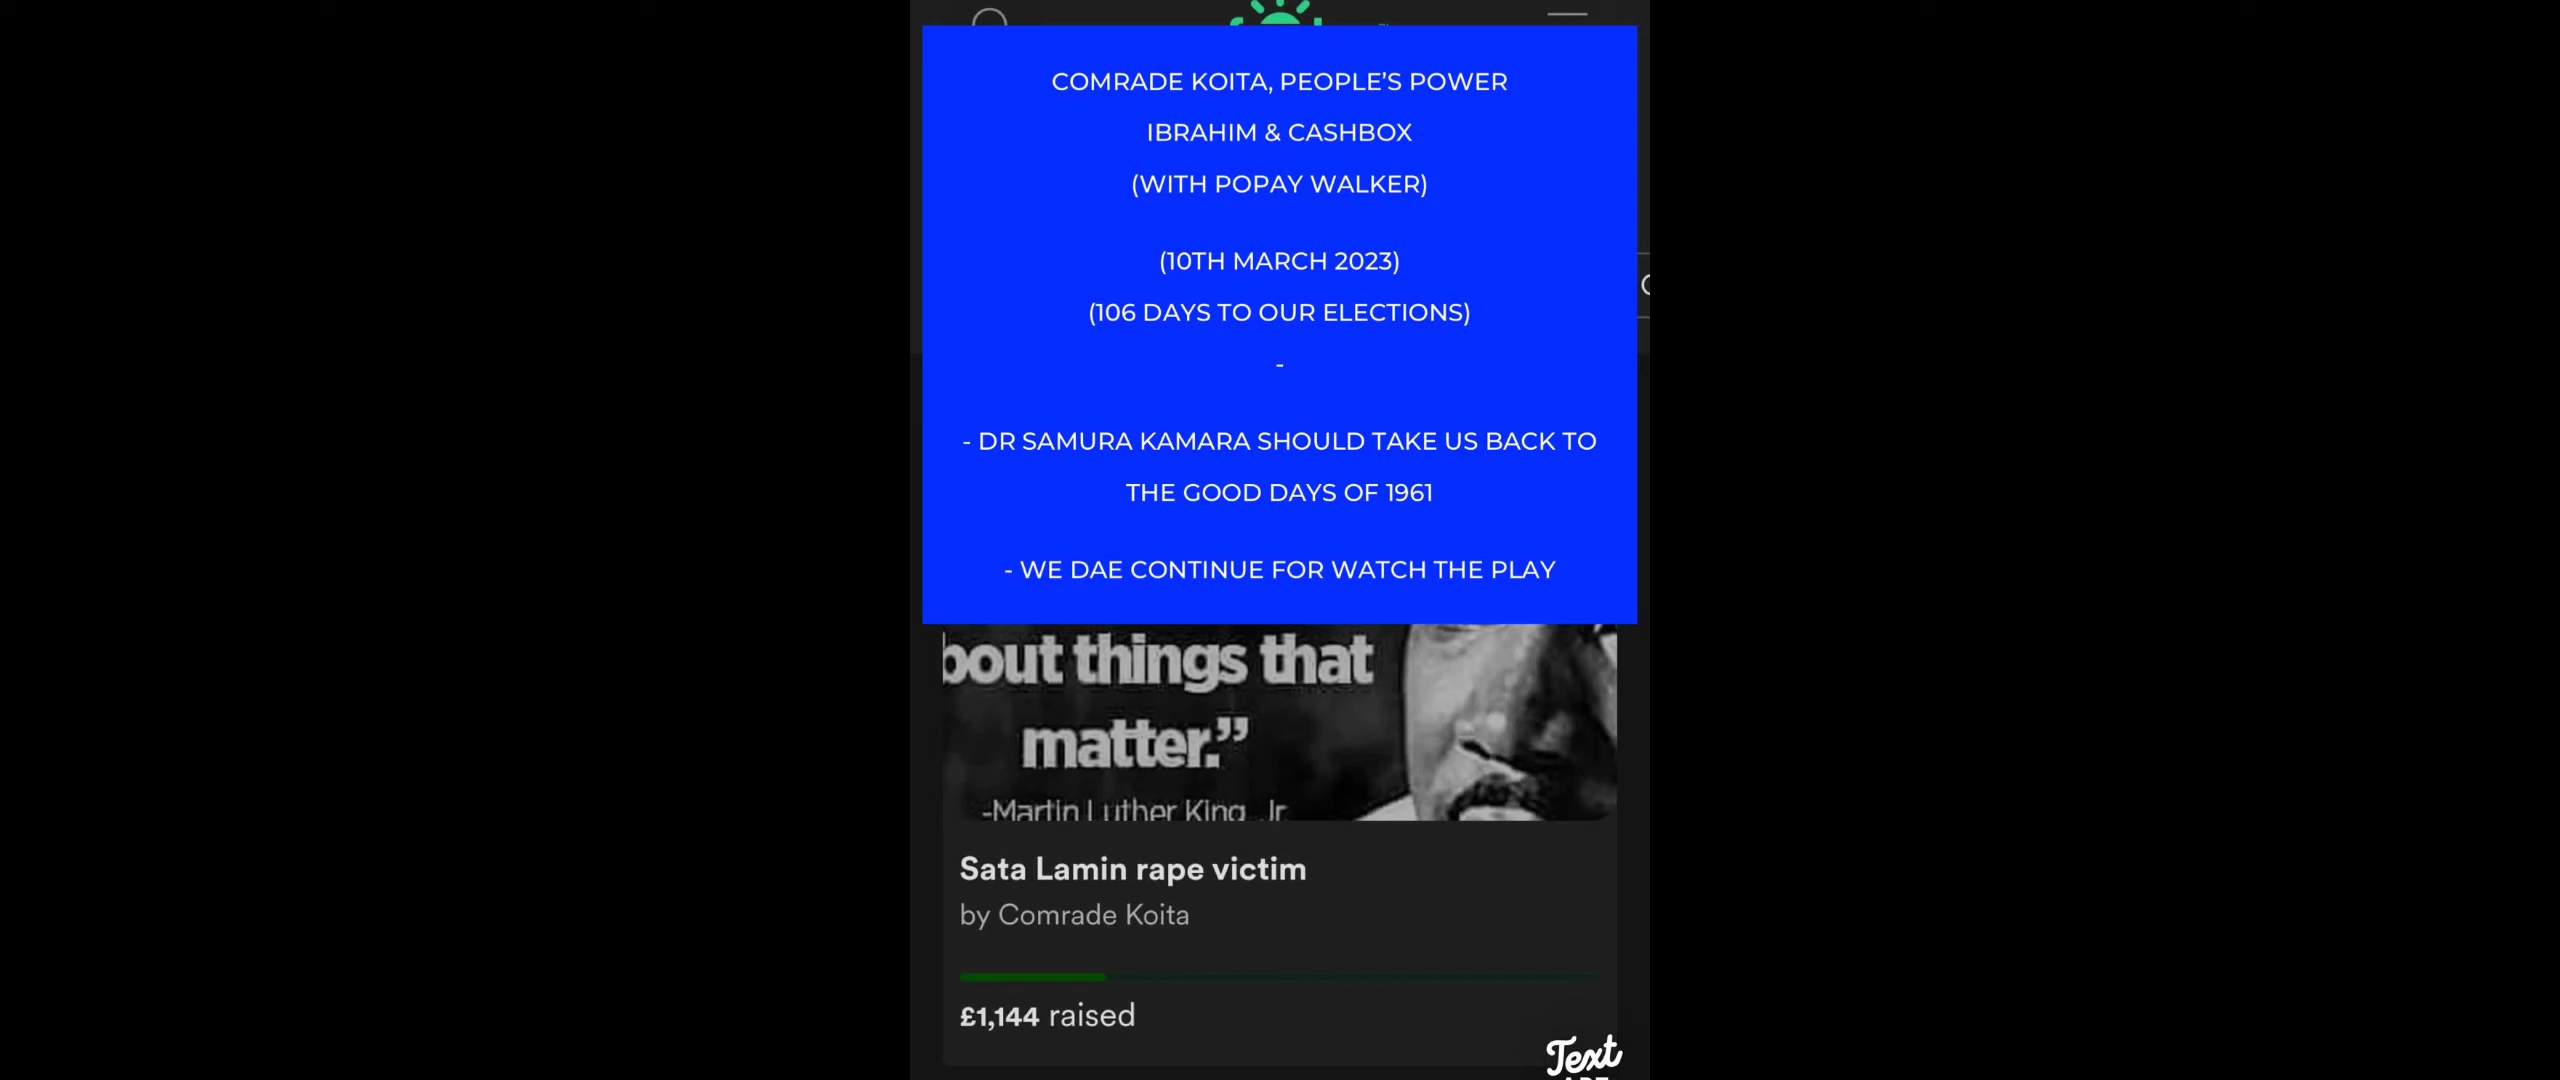 COMRADE KOITA, PEOPLE'S POWER
IBRAHIM & CASHBOX
(WITH POPAY WALKER)
(10TH MARCH 2023)
(106 DAYS TO OUR ELECTIONS)
-
- DR SAMURA KAMARA SHOULD TAKE US BACK TO
THE GOOD DAYS OF 1961
- WE DAE CONTINUE FOR WATCH THE PLAY
bout things that
matter.”
-Martin Luther King, Jr
Sata Lamin rape victim
by Comrade Koita
£1,144 raised
Text